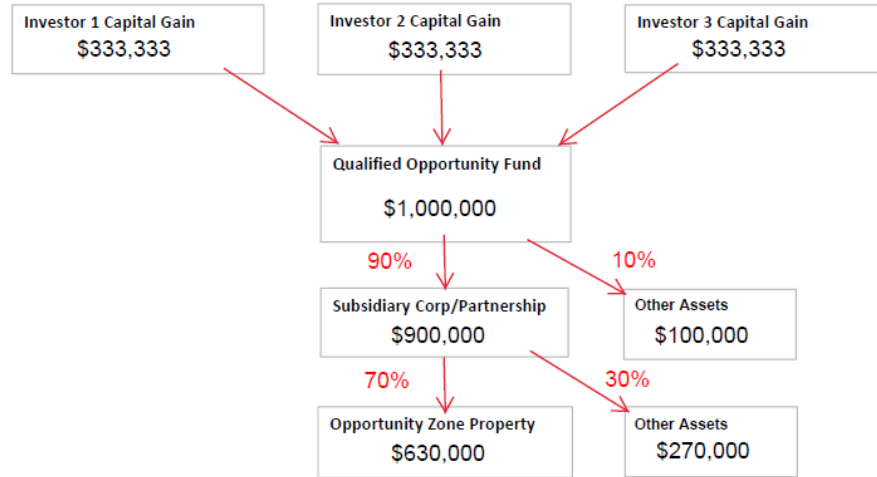 Investor 1 Capital Gain
$333,333
Investor 2 Capital Gain
$333,333
Investor 3 Capital Gain
$333,333
Qualified Opportunity Fund
$1,000,000
90%
10%
Subsidiary Corp/Partnership
$900,000
Other Assets
$100,000
70%
30%
Opportunity Zone Property
$630,000
Other Assets
$270,000